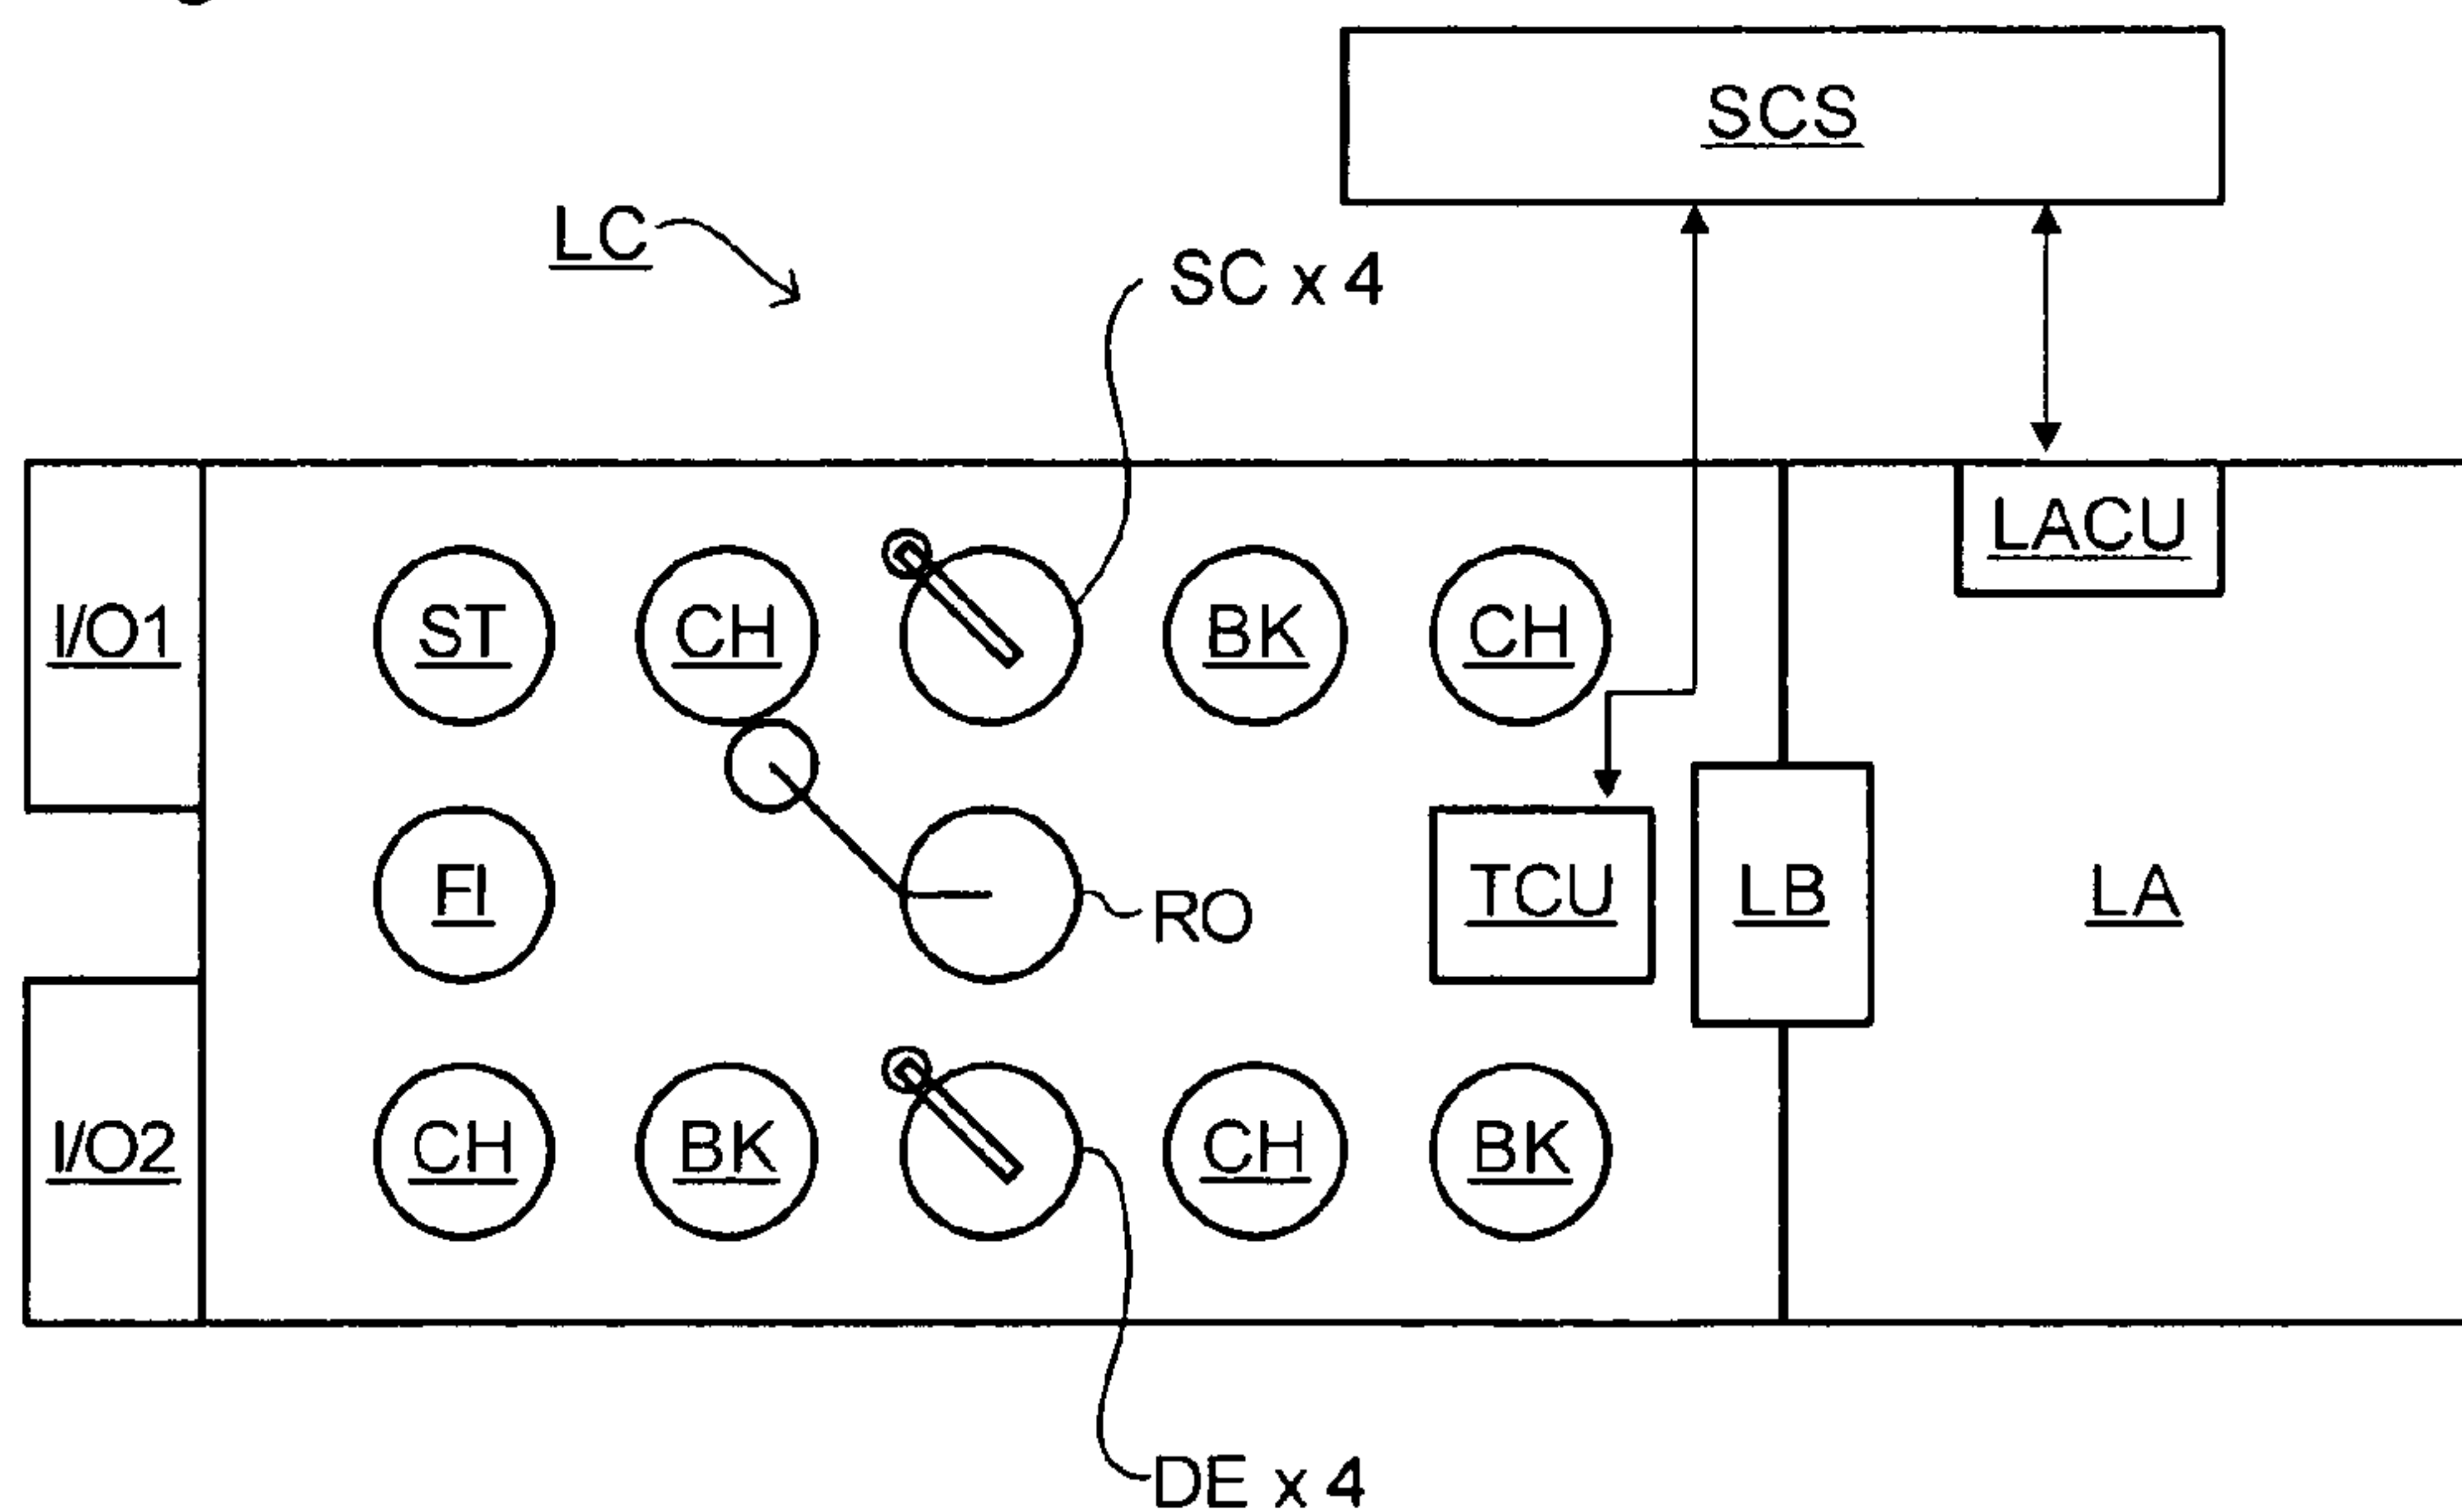 SCS
LC
SC x 4
LACU
I/O1
ST
CH
BK
CH
FI
RO
TCU
LB
LA
I/O2
CH
BK
CH
BK
DE x 4